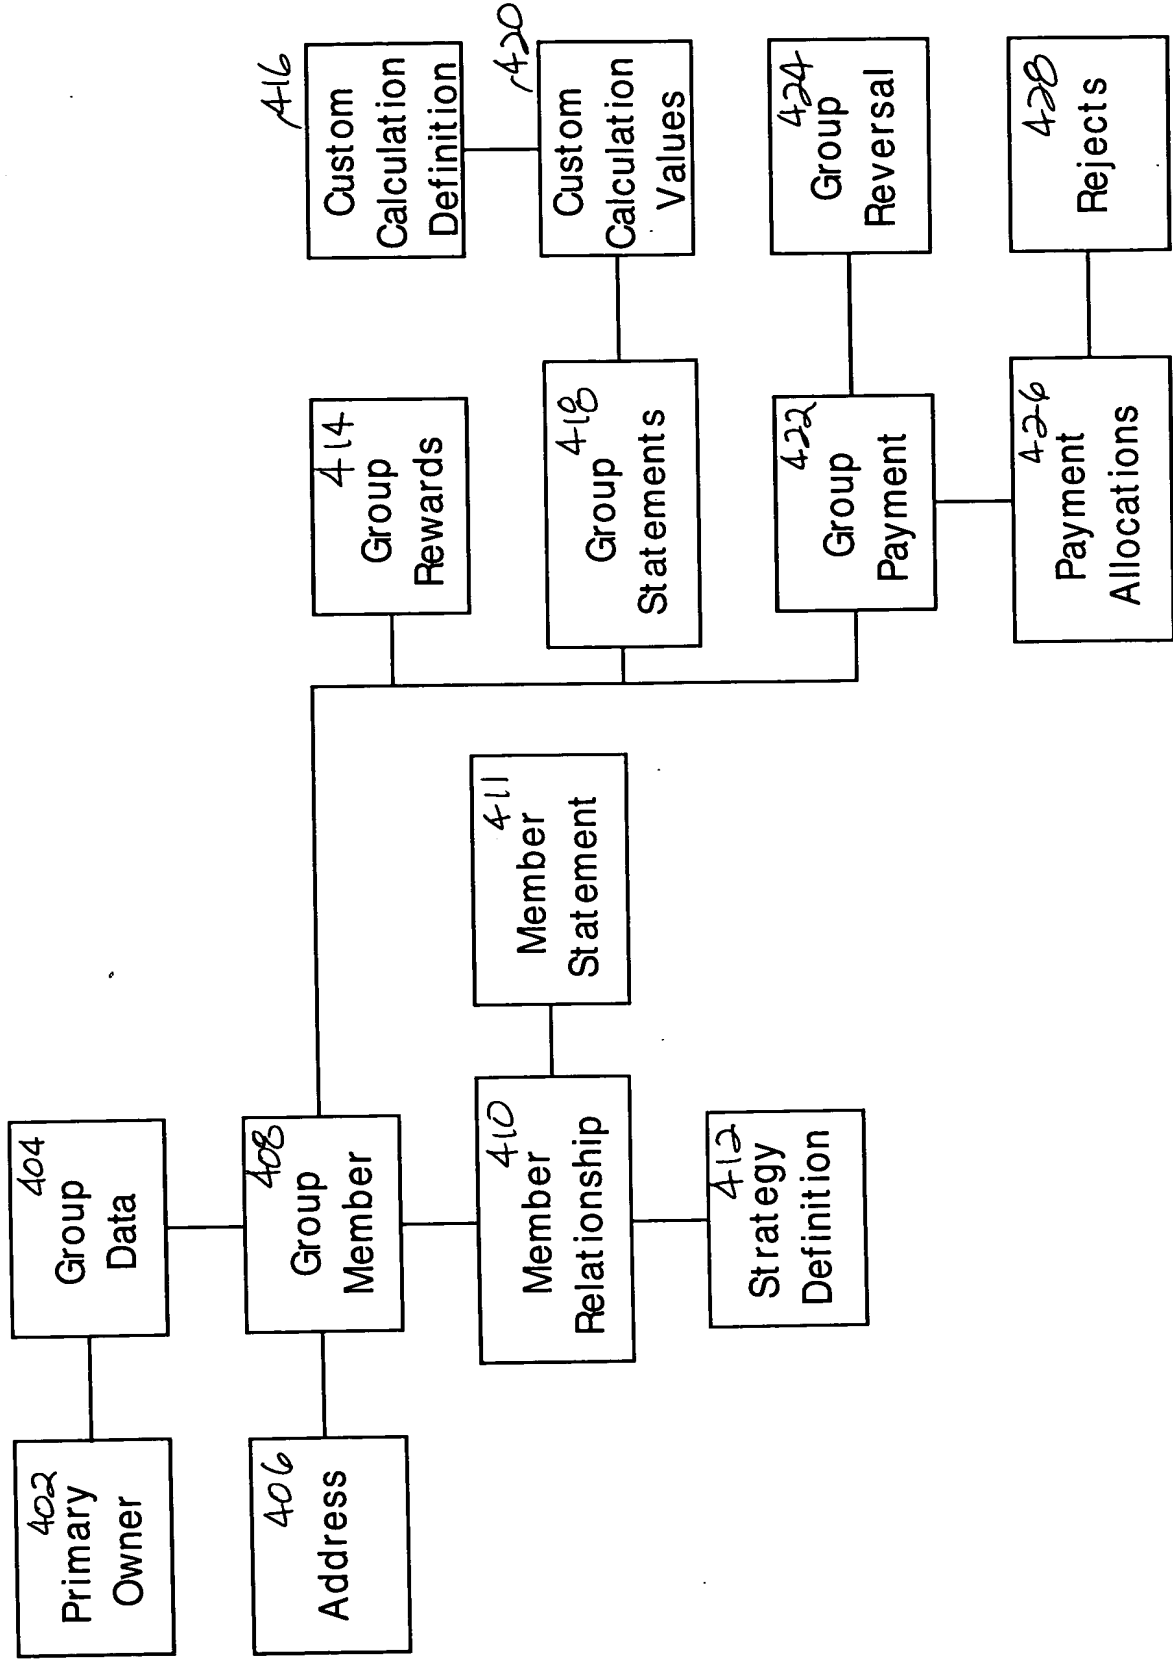 402
Primary
Owner
404
Group
Data
406
Address
408
Group
Member
410
Member
Relationship
411
Member
Statement
412
Strategy
Definition
414
Group
Rewards
416
Custom
Calculation
Definition
418
Group
Statements
420
Custom
Calculation
Values
422
Group
Payment
424
Group
Reversal
426
Payment
Allocations
428
Rejects